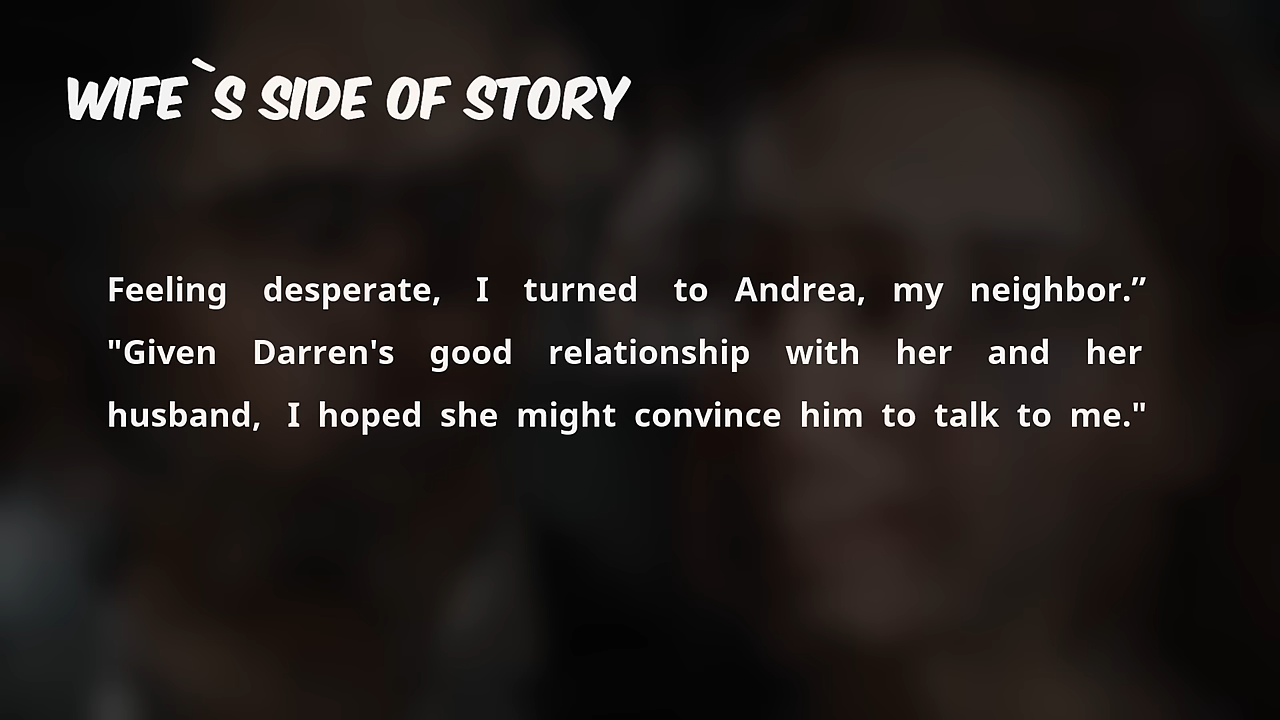 WIFE`S SIDE OF STORY
Feeling desperate, I turned to Andrea, my neighbor.”
"Given Darren's good relationship with her and her
husband, I hoped she might convince him to talk to me."